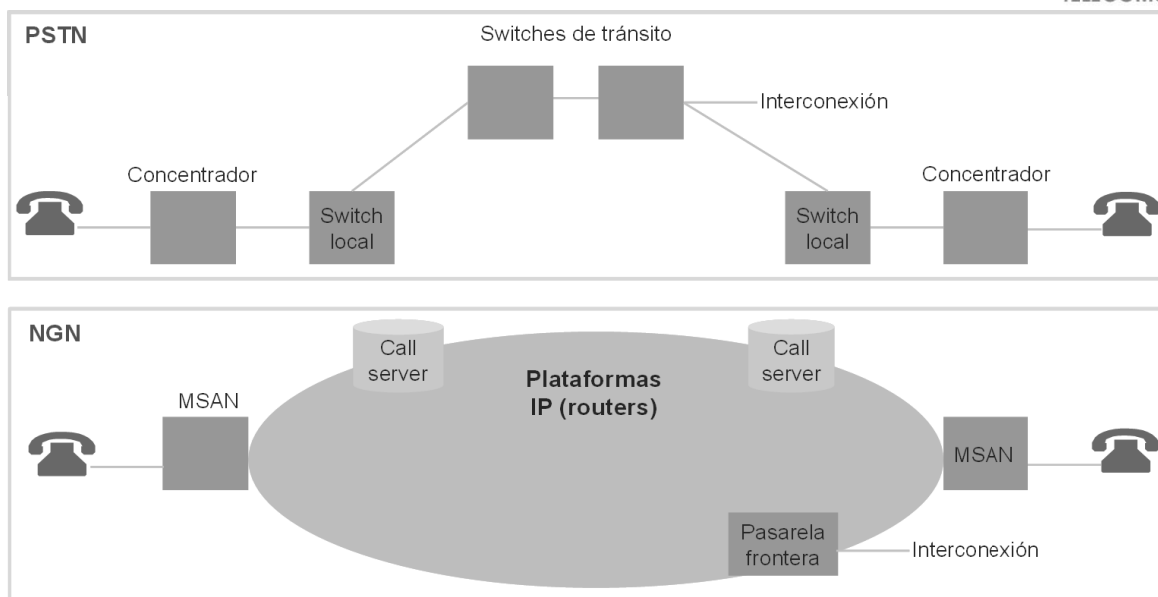 PSTN
Switches de tránsito
Interconexión
Concentrador
Concentrador
Switch
local
Switch
local
NGN
Call
server
Call
server
Plataformas
IP (routers)
MSAN
MSAN
Pasarela
frontera
Interconexión